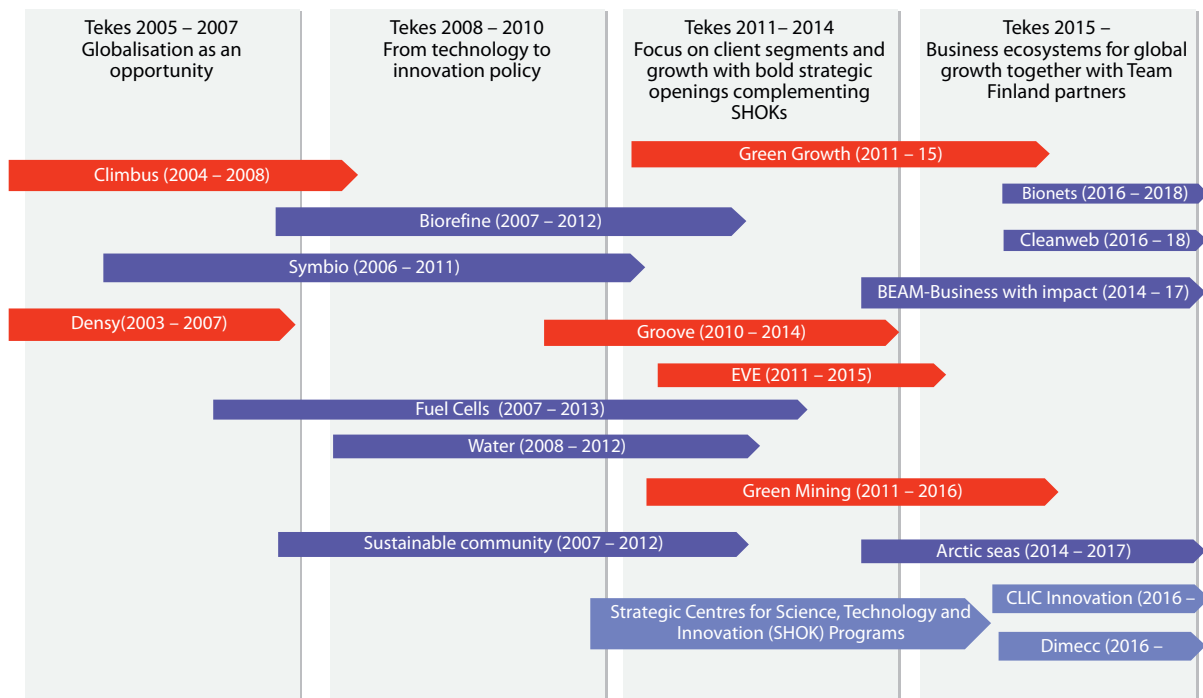 Tekes 2005 – 2007
Globalisation as an
opportunity
Tekes 2008 – 2010
From technology to
innovation policy
Tekes 2011– 2014
Focus on client segments and
growth with bold strategic
openings complementing
SHOKs
Tekes 2015 –
Business ecosystems for global
growth together with Team
Finland partners
Green Growth (2011 – 15)
Climbus (2004 – 2008)
Bionets (2016 – 2018)
Biorefine (2007 – 2012)
Cleanweb (2016 – 18)
Symbio (2006 – 2011)
BEAM-Business with impact (2014 – 17)
Densy(2003 – 2007)
Groove (2010 – 2014)
EVE (2011 – 2015)
Fuel Cells (2007 – 2013)
Water (2008 – 2012)
Green Mining (2011 – 2016)
Sustainable community (2007 – 2012)
Arctic seas (2014 – 2017)
CLIC Innovation (2016 –
Strategic Centres for Science, Technology and
Innovation (SHOK) Programs
Dimecc (2016 –